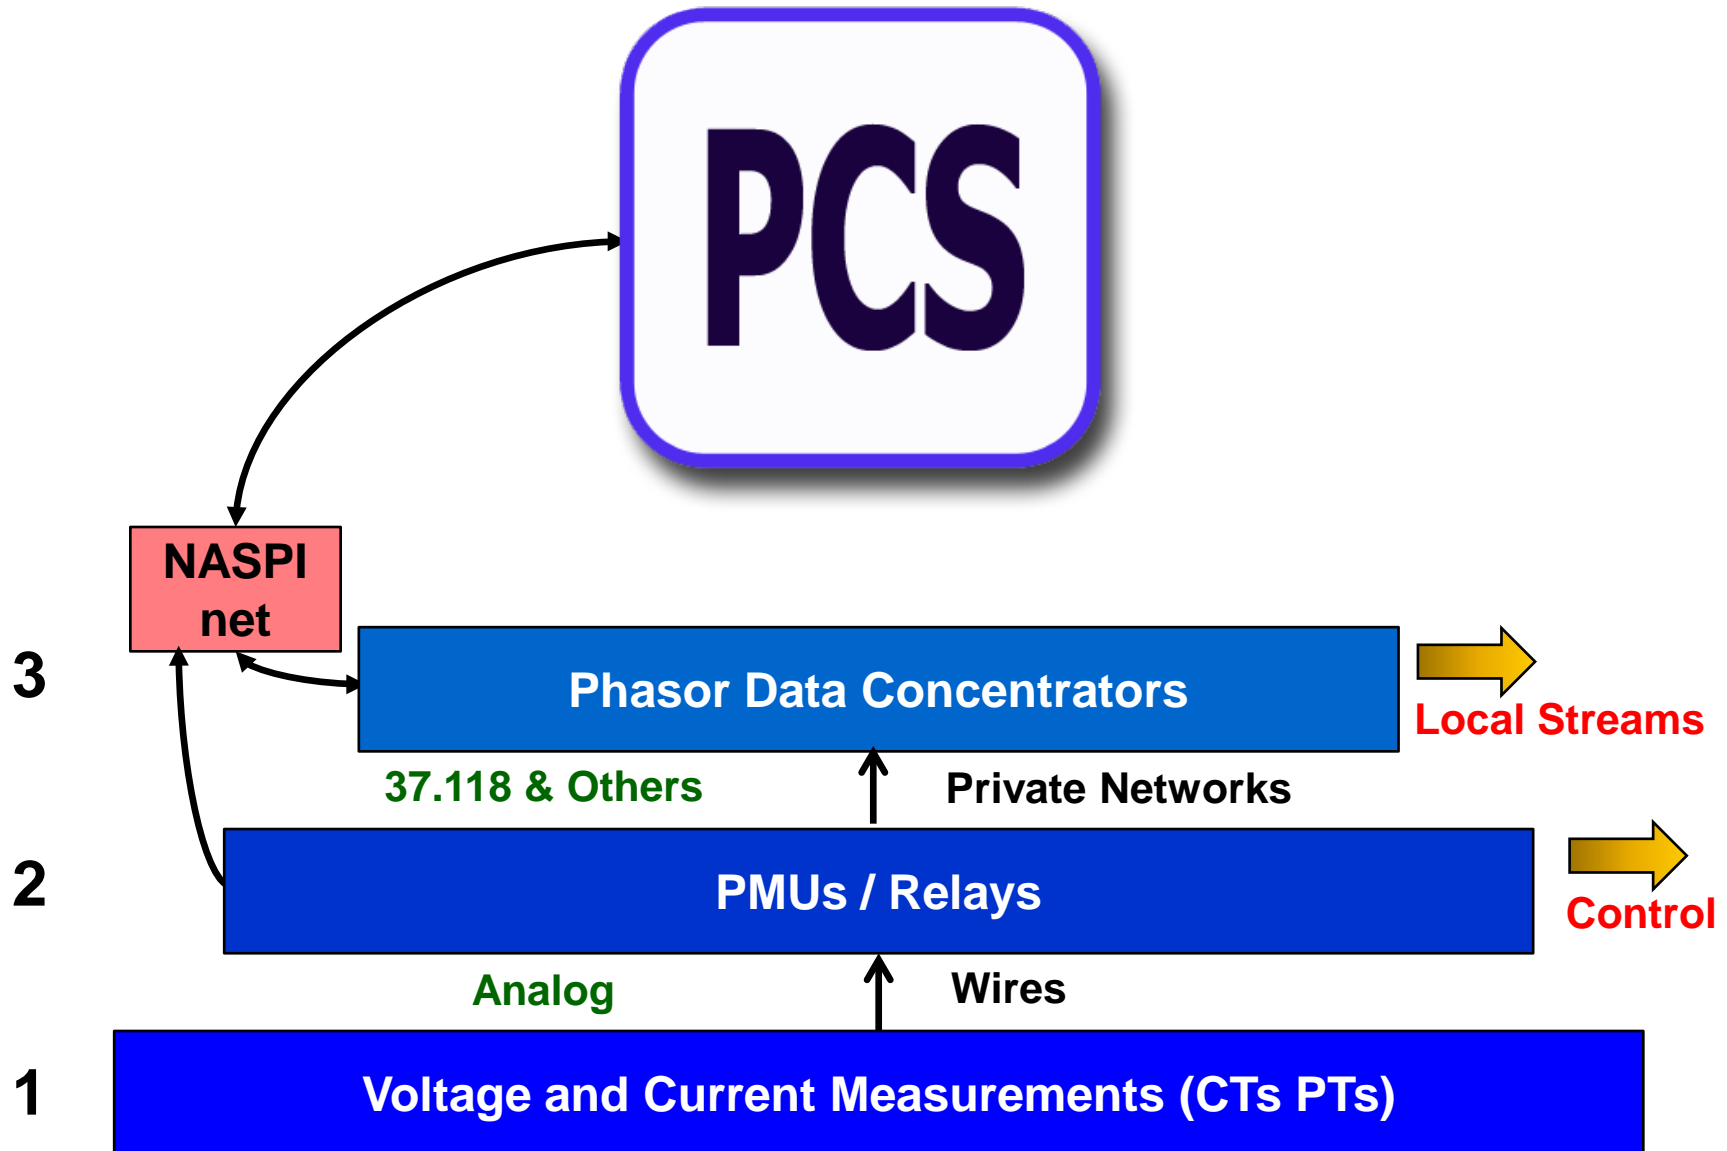 PCS
NASPI
net
3
Phasor Data Concentrators
Local Streams
37.118 & Others
Private Networks
2
PMUs / Relays
Control
Analog
Wires
1
Voltage and Current Measurements (CTs PTs)